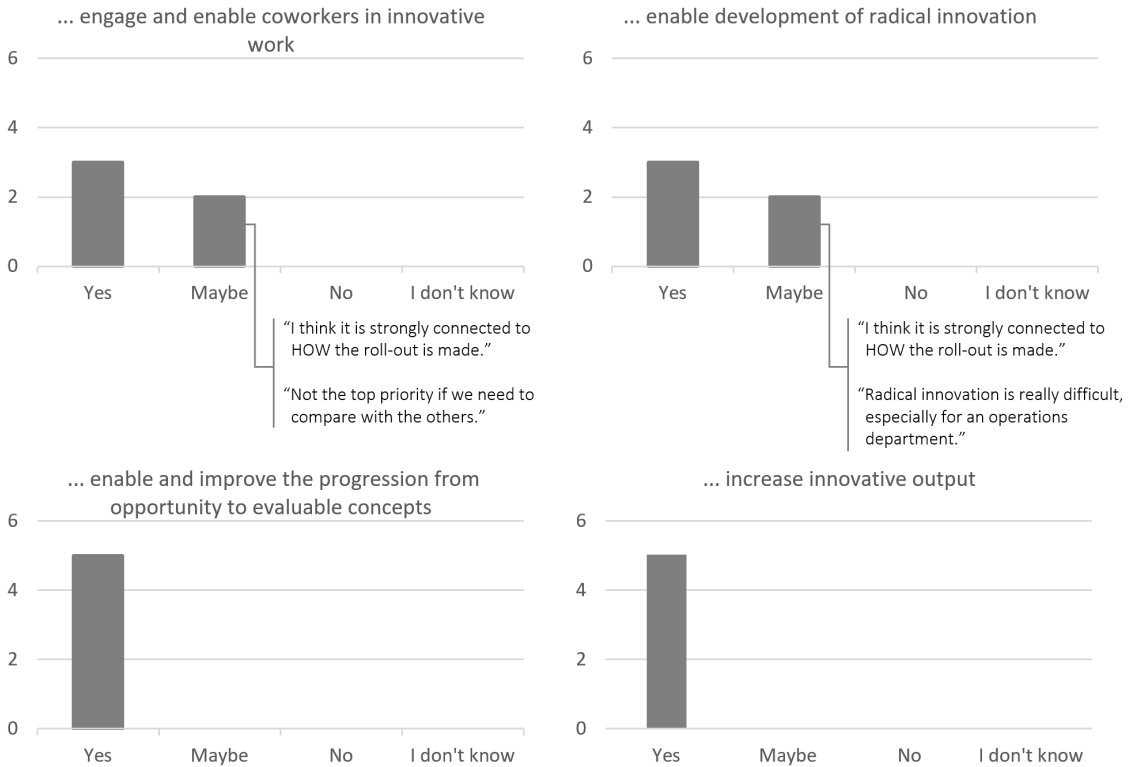 ... engage and enable coworkers in innovative
work
6
4
2
0
Yes Maybe No I don't know
“I think it is strongly connected to
HOW the roll-out is made.”
“Not the top priority if we need to
compare with the others.”
... enable development of radical innovation
6
4
2
0
Yes Maybe No I don't know
“I think it is strongly connected to
HOW the roll-out is made.”
“Radical innovation is really difficult,
especially for an operations
department.”
... enable and improve the progression from
opportunity to evaluable concepts
6
4
2
0
Yes Maybe No I don't know
... increase innovative output
6
4
2
0
Yes Maybe No I don't know